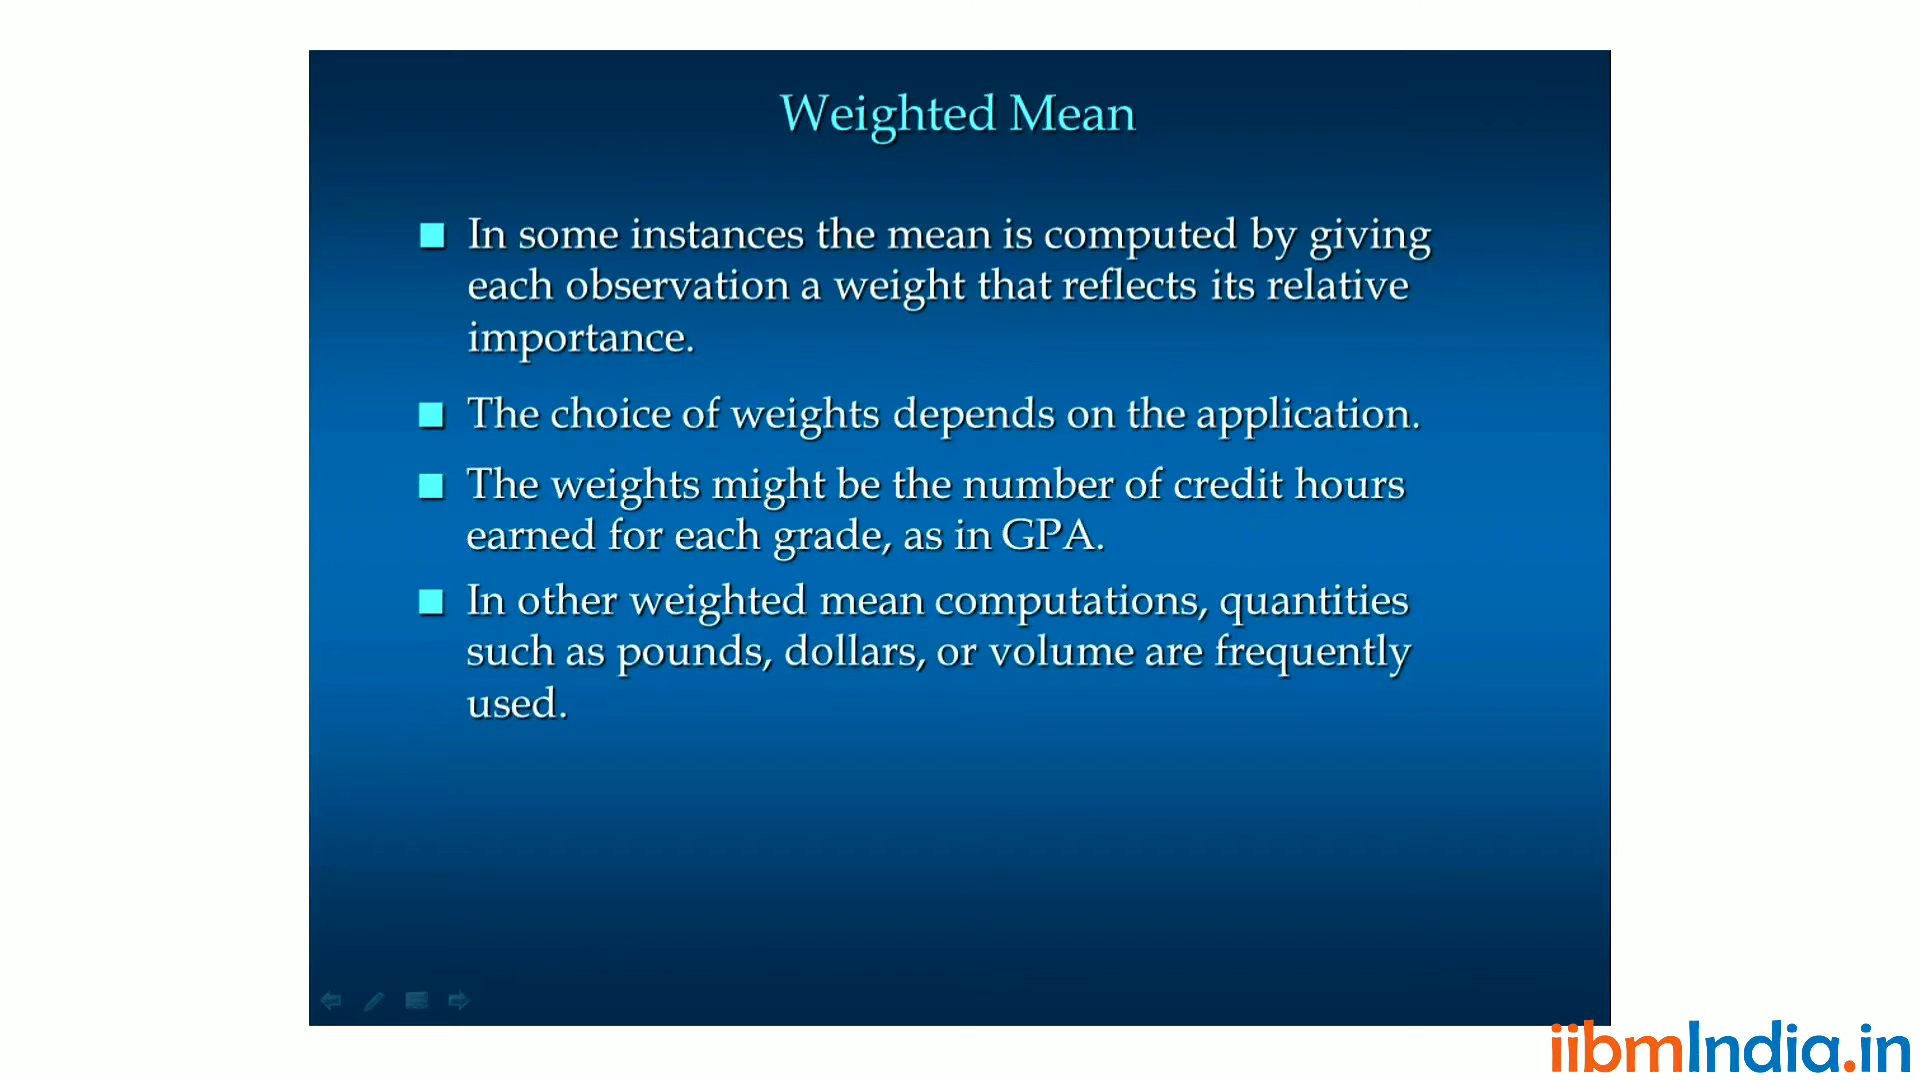 Weighted Mean
In some instances the mean is computed by giving
each observation a weight that reflects its relative
importance.
The choice of weights depends on the application.
The weights might be the number of credit hours
earned for each grade, as in GPA.
In other weighted mean computations, quantities
such as pounds, dollars, or volume are frequently
used.
iibmIndia.in